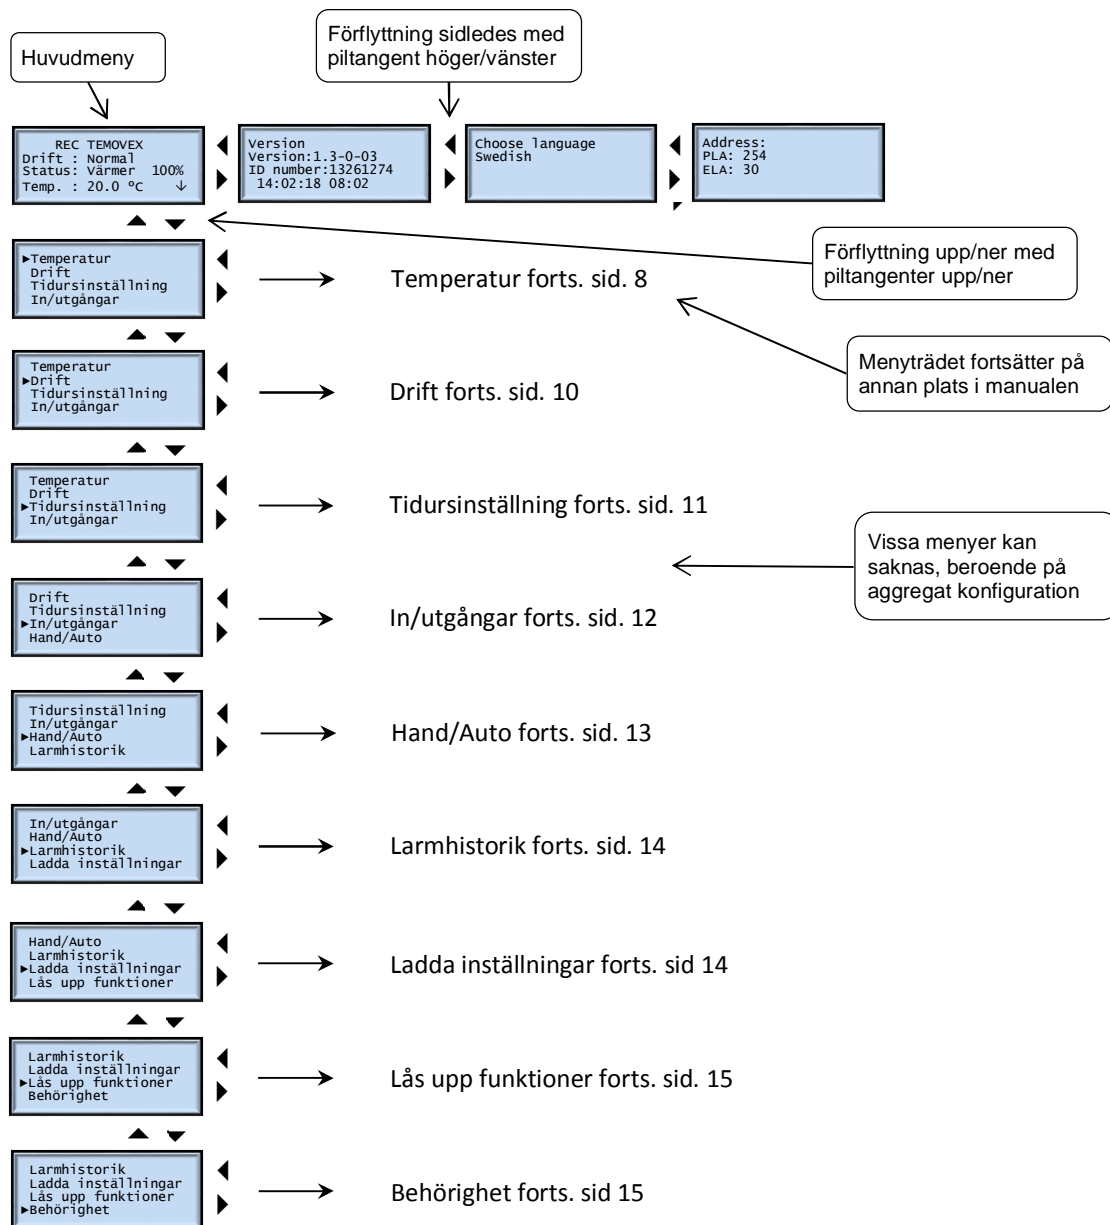 Huvudmeny
Förflyttning sidledes med
piltangent höger/vänster
REC TEMOVEX
Drift : Normal
Status: Värmer 100%
Temp. : 20.0 ºC ↓
Version
Version:1.3-0-03
ID number:13261274
14:02:18 08:02
Choose language
Swedish
Address:
PLA: 254
ELA: 30
Förflyttning upp/ner med
piltangenter upp/ner
►Temperatur
Drift
Tidursinställning
In/utgångar
Temperatur forts. sid. 8
Menyträdet fortsätter på
annan plats i manualen
Temperatur
►Drift
Tidursinställning
In/utgångar
Drift forts. sid. 10
Temperatur
Drift
►Tidursinställning
In/utgångar
Tidursinställning forts. sid. 11
Vissa menyer kan
saknas, beroende på
aggregat konfiguration
Drift
Tidursinställning
►In/utgångar
Hand/Auto
In/utgångar forts. sid. 12
Tidursinställning
In/utgångar
►Hand/Auto
Larmhistorik
Hand/Auto forts. sid. 13
In/utgångar
Hand/Auto
►Larmhistorik
Ladda inställningar
Larmhistorik forts. sid. 14
Hand/Auto
Larmhistorik
►Ladda inställningar
Lås upp funktioner
Ladda inställningar forts. sid 14
Larmhistorik
Ladda inställningar
►Lås upp funktioner
Behörighet
Lås upp funktioner forts. sid. 15
Larmhistorik
Ladda inställningar
Lås upp funktioner
►Behörighet
Behörighet forts. sid 15